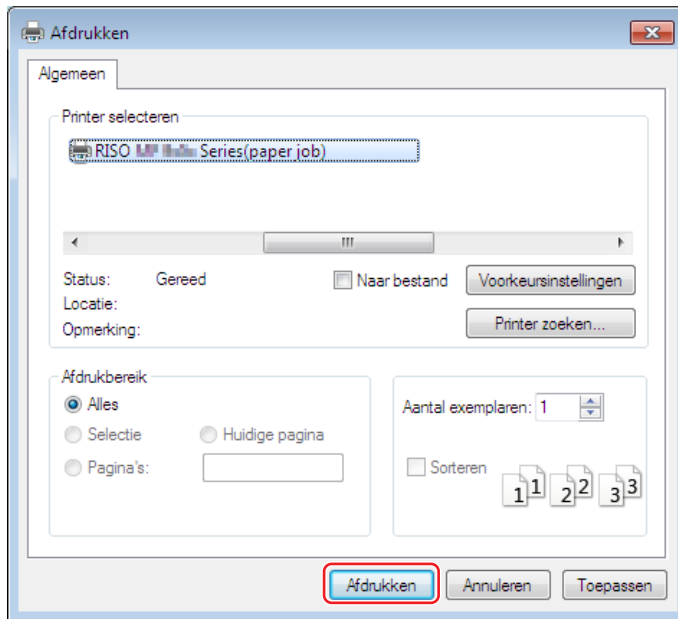 Afdrukken
Algemeen
Printer selecteren
RISO Series(paper job)
Status: Gereed
Naar bestand
Voorkeursinstellingen
Locatie:
Opmerking:
Printer zoeken...
Afdrukbereik
Alles
Selectie
Huidige pagina
Pagina's:
Aantal exemplaren: 1
Sorteren
1 1 2 2 3 3
Afdrukken
Annuleren
Toepassen